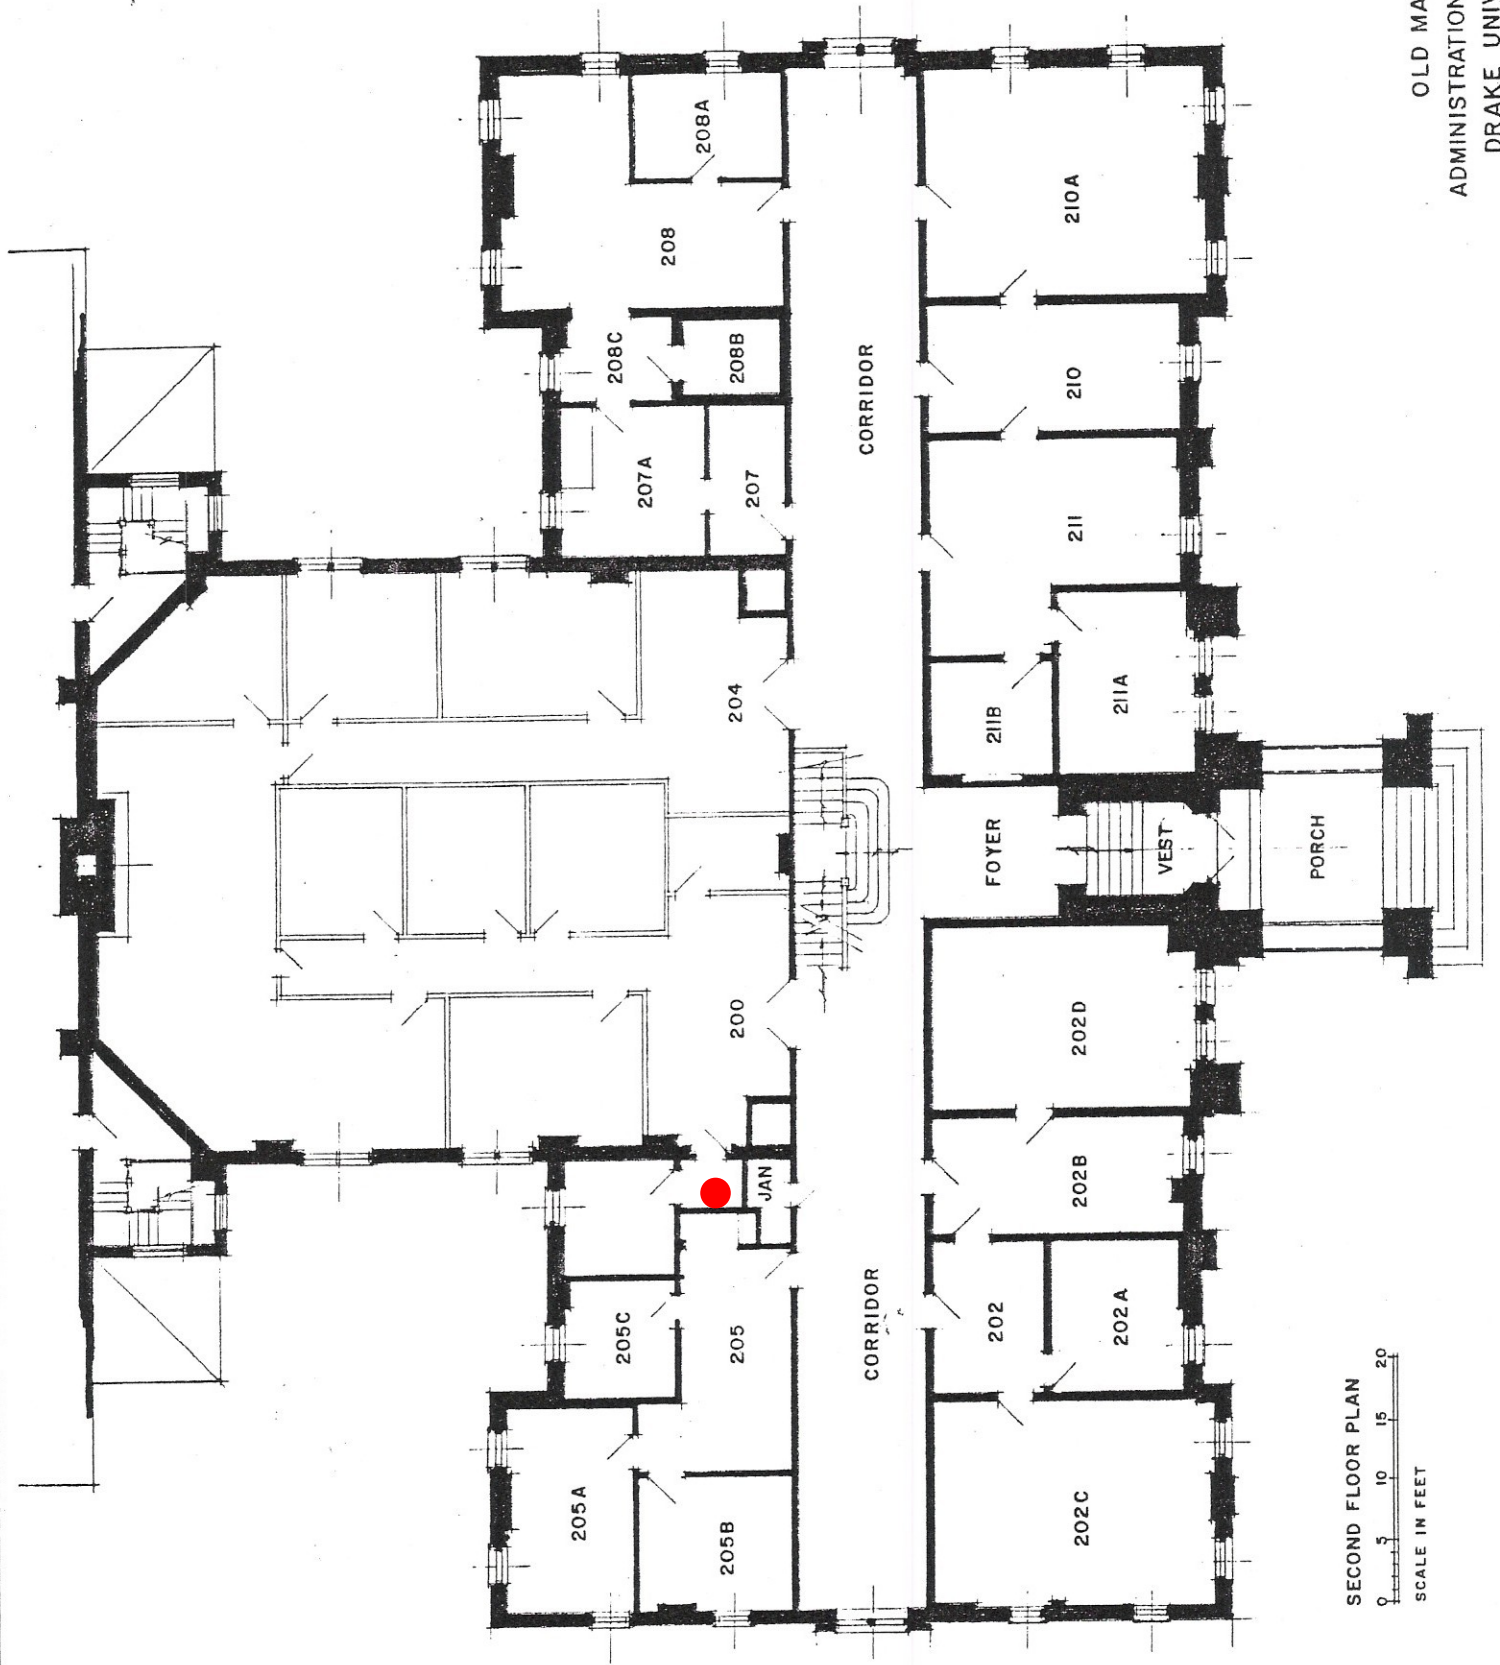 OLD MA
ADMINISTRATION
DRAKE UNIV
208A
208
208C
208B
207A
207
CORRIDOR
210A
210
211
211A
211B
204
200
FOYER
VEST
PORCH
202D
202B
202
202A
202C
JAN
205C
205
205A
205B
CORRIDOR
SECOND FLOOR PLAN
0 5 10 15 20
SCALE IN FEET